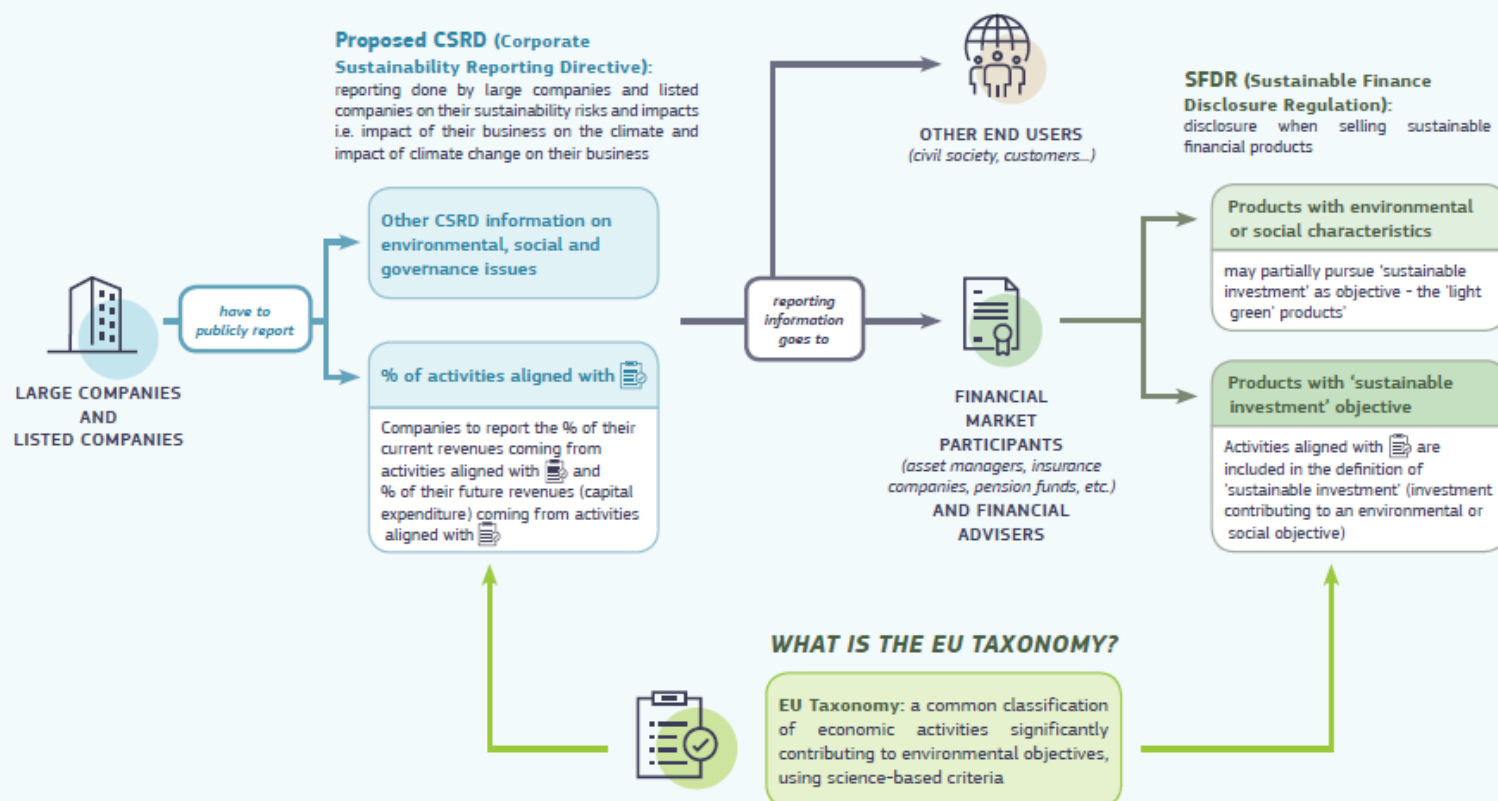 Proposed CSRD (Corporate
Sustainability Reporting Directive):
reporting done by large companies and listed
companies on their sustainability risks and impacts
i.e. impact of their business on the climate and
impact of climate change on their business
LARGE COMPANIES
AND
LISTED COMPANIES
have to
publicly report
Other CSRD information on
environmental, social and
governance issues
% of activities aligned with
Companies to report the % of their
current revenues coming from
activities aligned with and
% of their future revenues (capital
expenditure) coming from activities
aligned with
reporting
information
goes to
OTHER END USERS
(civil society, customers...)
FINANCIAL
MARKET
PARTICIPANTS
(asset managers, insurance
companies, pension funds, etc.)
AND FINANCIAL
ADVISERS
SFDR (Sustainable Finance
Disclosure Regulation):
disclosure when selling sustainable
financial products
Products with environmental
or social characteristics
may partially pursue 'sustainable
investment' as objective - the 'light
green' products'
Products with ‘sustainable
investment’ objective
Activities aligned with are
included in the definition of
'sustainable investment' (investment
contributing to an environmental or
social objective)
WHAT IS THE EU TAXONOMY?
EU Taxonomy: a common classification
of economic activities significantly
contributing to environmental objectives,
using science-based criteria